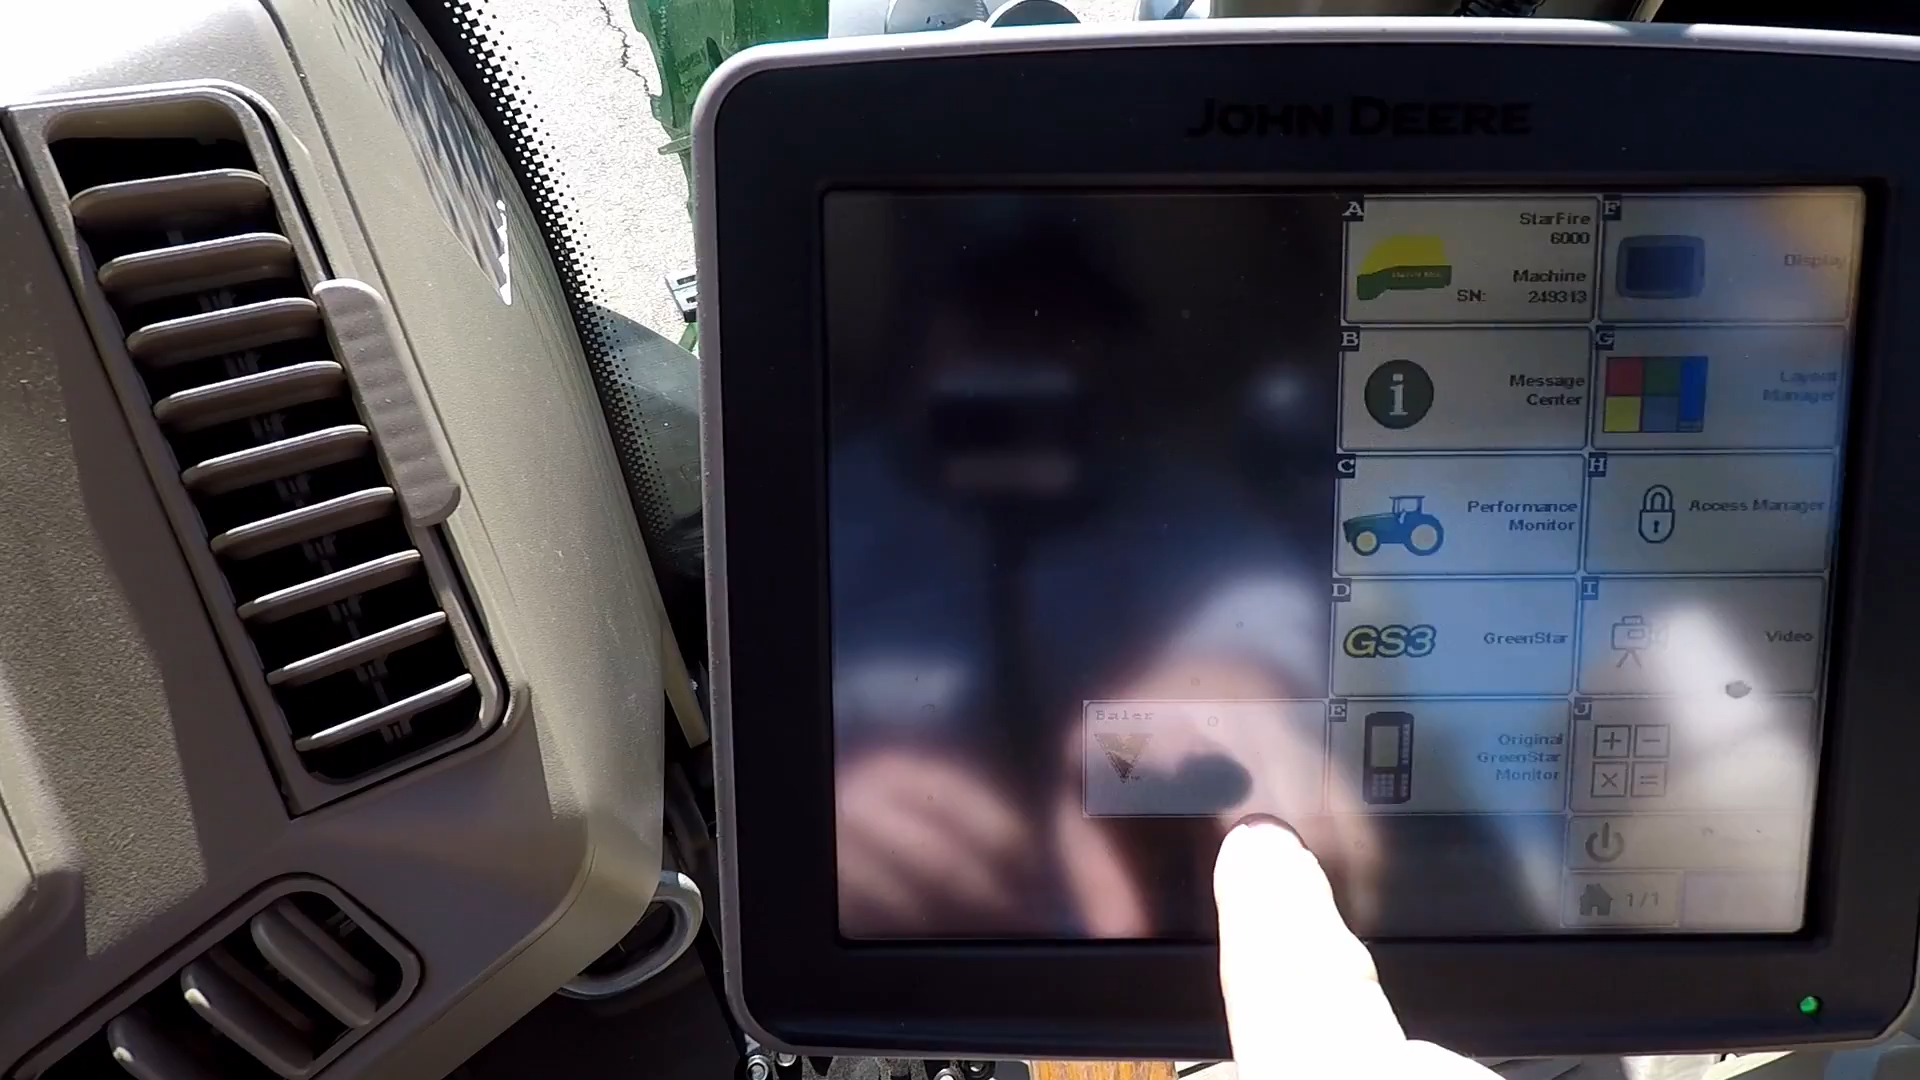 JOHN DEERE
A
StarFire
6000
Machine
SN: 249313
F
Display
B
Message
Center
G
Layout
Manager
C
Performance
Monitor
H
Access Manager
D
GS3
GreenStar
I
Video
Baler
E
Original
GreenStar
Monitor
J
+ −
× =
1/1